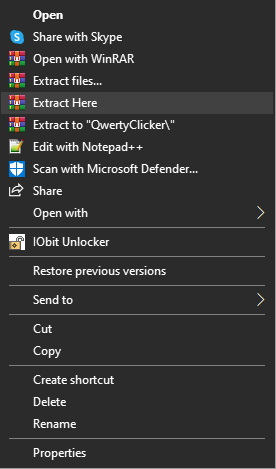 Open
Share with Skype
Open with WinRAR
Extract files...
Extract Here
Extract to "QwertyClicker\"
Edit with Notepad++
Scan with Microsoft Defender...
Share
Open with
IObit Unlocker
Restore previous versions
Send to
Cut
Copy
Create shortcut
Delete
Rename
Properties